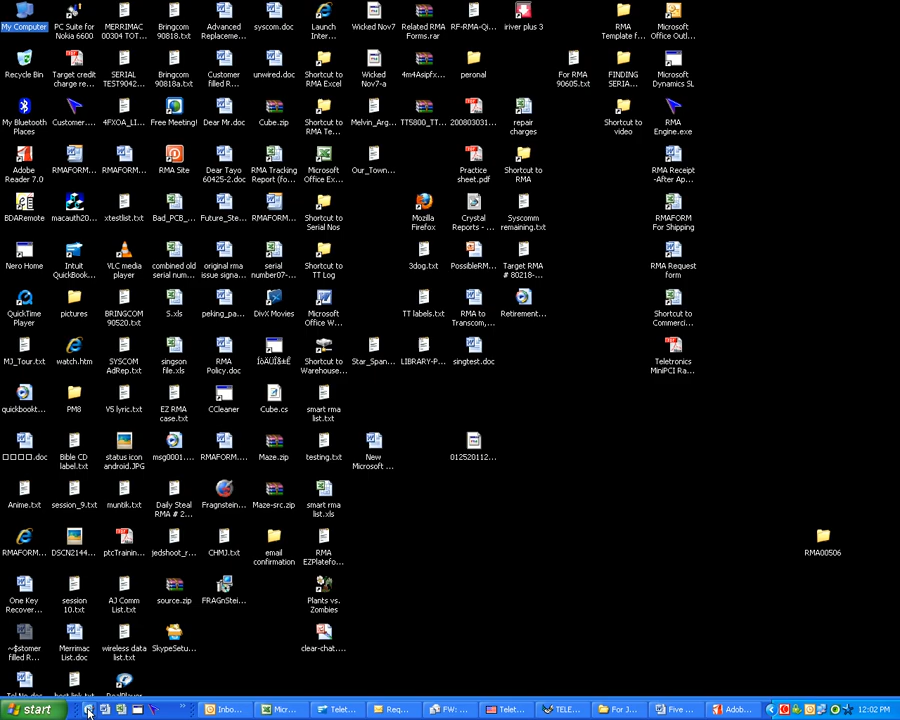 My Computer
PC Suite for
Nokia 6600
MERRIMAC
00304 TOT...
Bringcom
90818.txt
Advanced
Replaceme...
syscom.doc
Launch
Inter...
Wicked Nov7
Related RMA
Forms.rar
RF-RMA-Qi...
iriver plus 3
RMA
Template f...
Microsoft
Office Outl...
Recycle Bin
Target credit
charge re...
SERIAL
TEST9042...
Bringcom
90818a.txt
Customer
filled R...
unwired.doc
Shortcut to
RMA Excel
Wicked
Nov7-a
4m4Asipfx...
peronal
For RMA
90605.txt
FINDING
SERIA...
Microsoft
Dynamics SL
My Bluetooth
Places
Customer....
4FXOA_LI...
Free Meeting!
Dear Mr.doc
Cube.zip
Shortcut to
RMA Te...
Melvin_Arg...
TT5800_TT...
200803031...
repair
charges
Shortcut to
video
RMA
Engine.exe
Adobe
Reader 7.0
RMAFORM...
RMAFORM...
RMA Site
Dear Tayo
60425-2.doc
RMA Tracking
Report (fo...
Microsoft
Office Ex...
Our_Town...
Practice
sheet.pdf
Shortcut to
RMA
RMA Receipt
-After Ap...
BDARemote
macauth20...
xtestlist.txt
Bad_PCB_...
Future_Ste...
RMAFORM...
Shortcut to
Serial Nos
Mozilla
Firefox
Crystal
Reports - ...
Syscomm
remaining.txt
RMAFORM
For Shipping
Nero Home
Intuit
QuickBook...
VLC media
player
combined old
serial num...
original rma
issue signa...
serial
number07-...
Shortcut to
TT Log
3dog.txt
PossibleRM...
Target RMA
# 80218-...
RMA Request
form
QuickTime
Player
pictures
BRINGCOM
90520.txt
S.xls
peking_pa...
DivX Movies
Microsoft
Office W...
TT labels.txt
RMA to
Transcom,...
Retirement...
Shortcut to
Commerci...
MJ_Tour.txt
watch.htm
SYSCOM
AdRep.txt
singson
file.xls
RMA
Policy.doc
Shortcut to
Warehouse...
Star_Span...
LIBRARY-P...
singtest.doc
Teletronics
MiniPCI Ra...
quickbookt...
PM8
VS lyric.txt
EZ RMA
case.txt
CCleaner
Cube.cs
smart rma
list.txt
□□□□.doc
Bible CD
label.txt
status icon
android.JPG
msg0001....
RMAFORM...
Maze.zip
testing.txt
New
Microsoft ...
012520112...
Anime.txt
session_9.txt
muntik.txt
Daily Steal
RMA # 2...
Fragnstein...
Maze-src.zip
smart rma
list.xls
RMAFORM...
DSCN2144...
ptcTrainin...
jedshoot_r...
CHMJ.txt
email
confirmation
RMA
EZPlatefo...
RMA00506
One Key
Recover...
session
10.txt
AJ Comm
List.txt
source.zip
FRAGnStei...
Plants vs.
Zombies
~$stomer
filled R...
Merrimac
List.doc
wireless data
list.txt
SkypeSetu...
clear-chat....
Tel No.doc
best link.txt
RealPlayer
start
Inbo...
Micr...
Telet...
Req...
FW: ...
Telet...
TELE...
For J...
Five ...
Adob...
12:02 PM